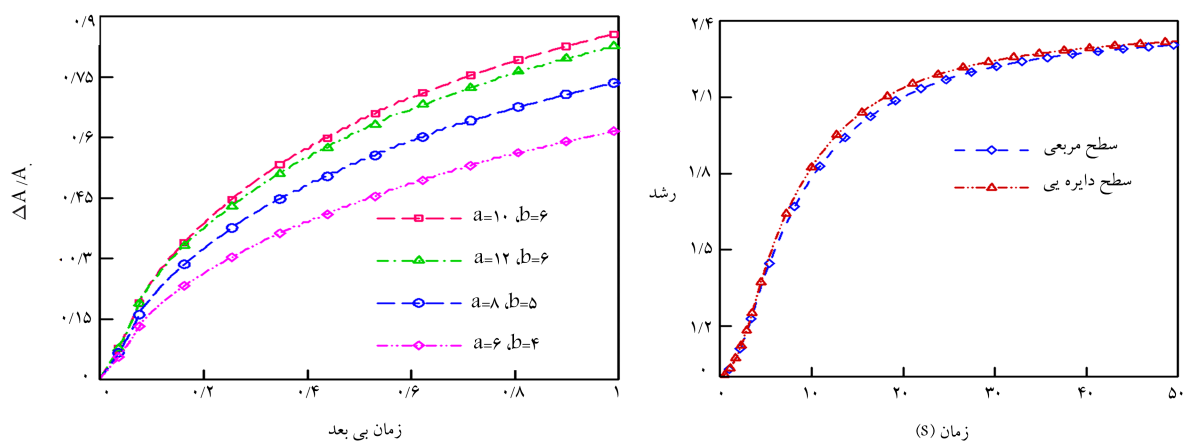 ۰/۹
۰/۷۵
۰/۶
۰/۴۵
۰۰/۳
۰/۱۵
۰
ΔA /A
a=۱۰ ،b=۶
a=۱۲ ،b=۶
a=۸ ،b=۵
a=۶ ،b=۴
۰ ۰/۲ ۰/۴ ۰/۶ ۰/۸ ۱
زمان بی بعد
۲/۴
۲/۱
۱/۸
۱/۵
۱/۲
۰
رشد
سطح مربعی
سطح دایره یی
۰ ۱۰ ۲۰ ۳۰ ۴۰ ۵۰
زمان (s)